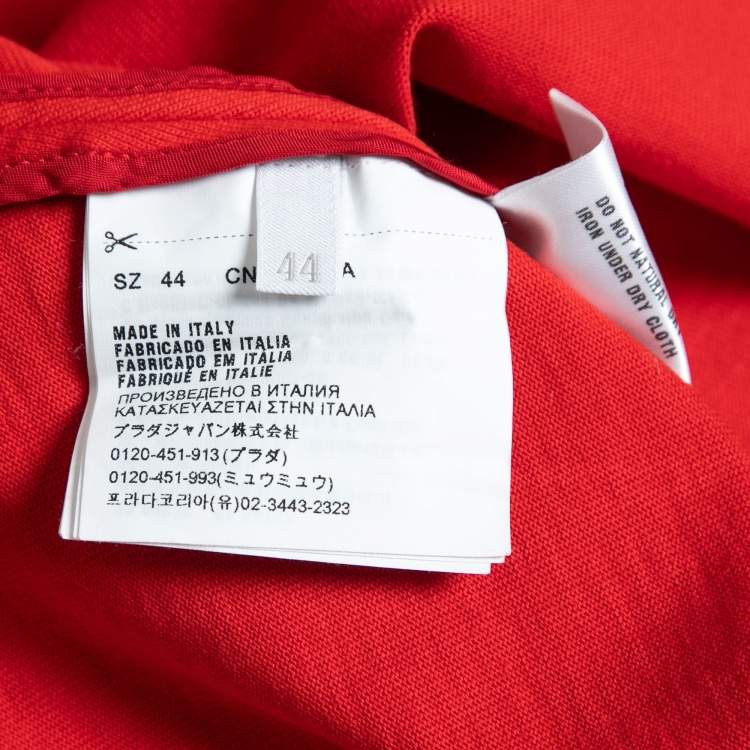 44
SZ 44 CN A
MADE IN ITALY
FABRICADO EN ITALIA
FABRICADO EM ITALIA
FABRIQUÉ EN ITALIE
ПРОИЗВЕДЕНО В ИТАЛИЯ
ΚΑΤΑΣΚΕΥΑΖΕΤΑΙ ΣΤΗΝ ΙΤΑΛΙΑ
プラダジャパン株式会社
0120-451-913(プラダ)
0120-451-993(ミュウミュウ)
프라다코리아(유)02-3443-2323
DO NOT NATURAL
IRON UNDER DRY CLOTH